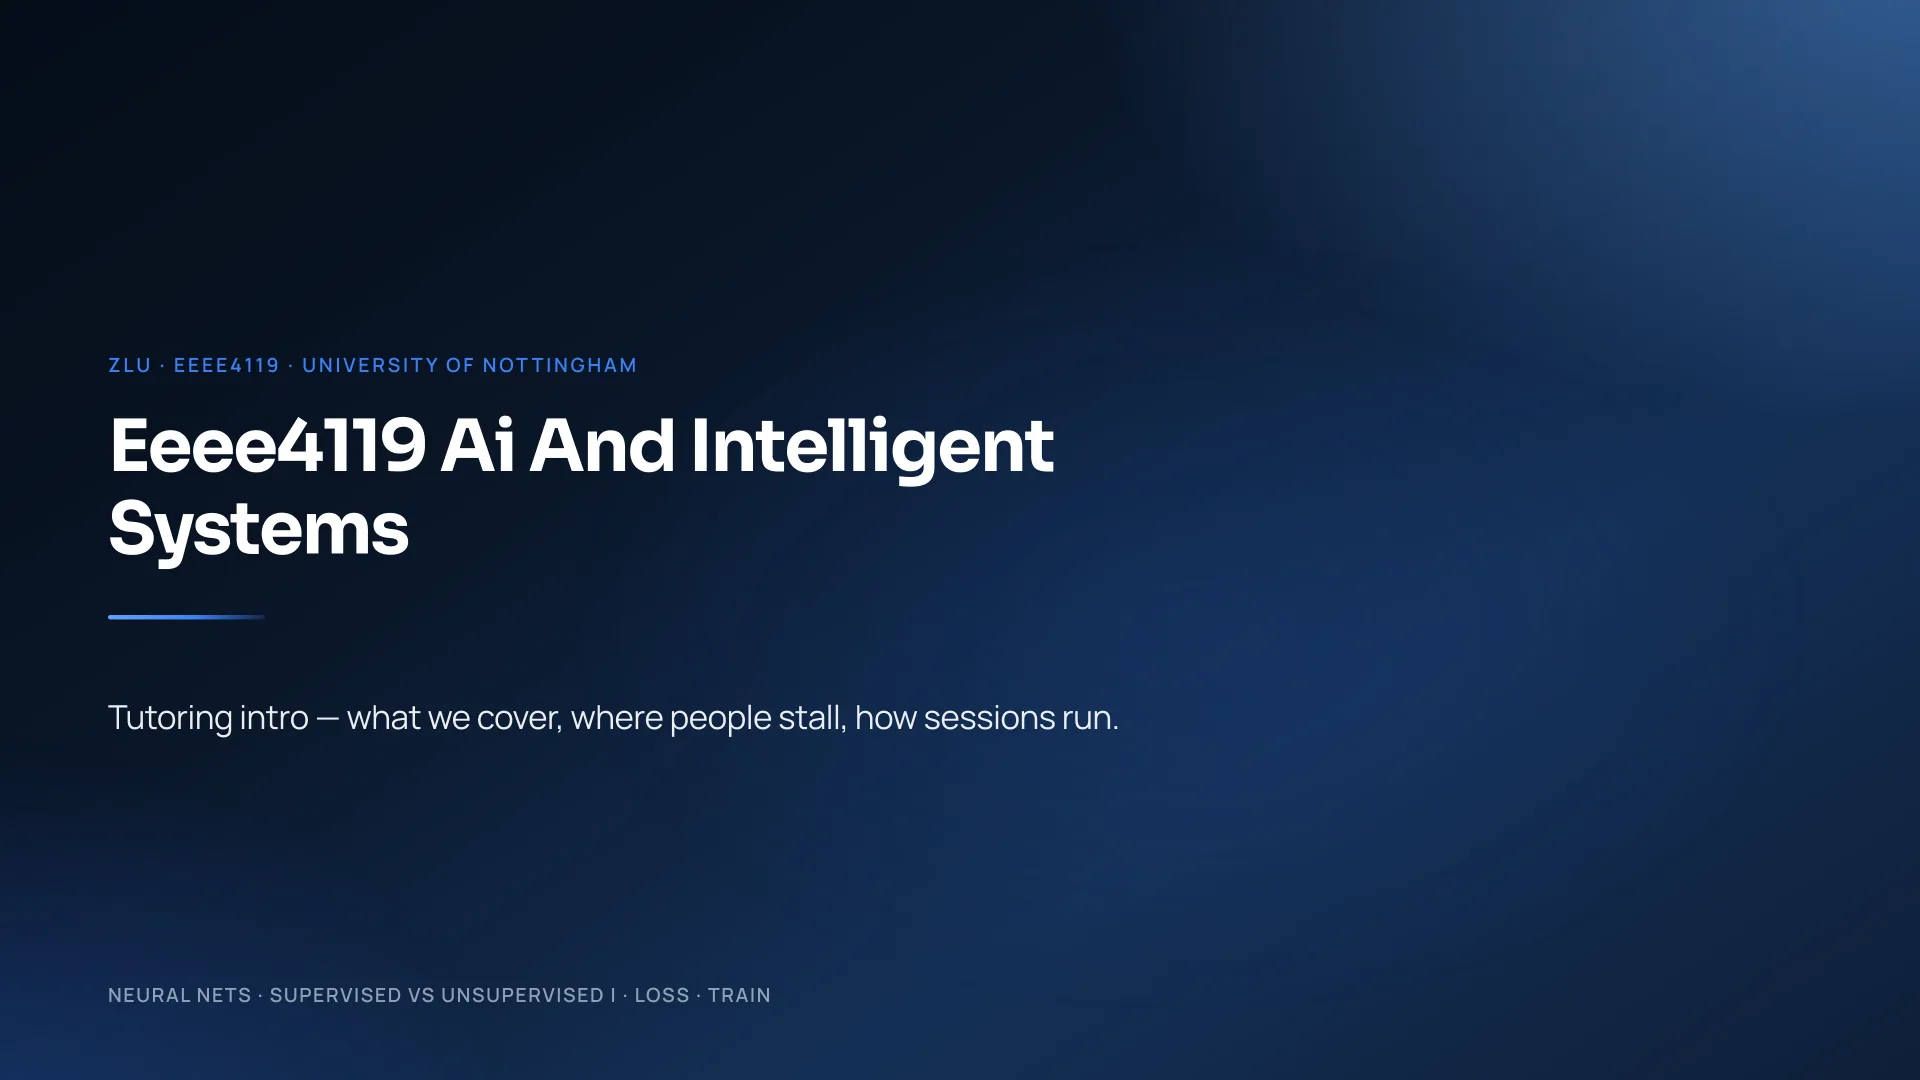 ZLU · EEEE4119 · UNIVERSITY OF NOTTINGHAM
Eeee4119 Ai And Intelligent
Systems
Tutoring intro — what we cover, where people stall, how sessions run.
NEURAL NETS · SUPERVISED VS UNSUPERVISED I · LOSS · TRAIN